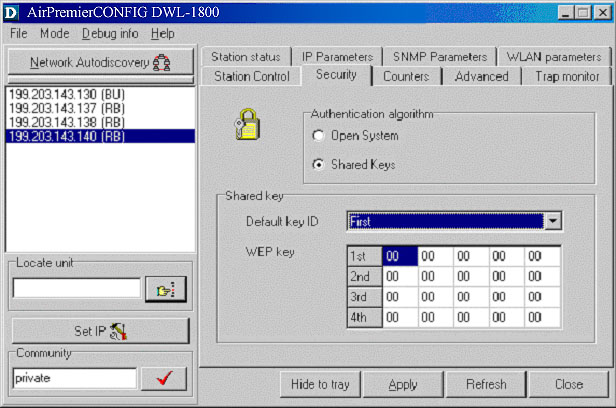 D AirPremierCONFIG DWL-1800
File Mode Debug info Help
Network Autodiscovery
199.203.143.130 (BU)
199.203.143.137 (RB)
199.203.143.138 (RB)
199.203.143.140 (RB)
Locate unit
Set IP
Community
private
Station status IP Parameters SNMP Parameters WLAN parameters
Station Control Security Counters Advanced Trap monitor
Authentication algorithm
Open System
Shared Keys
Shared key
Default key ID First
WEP key
1st 00 00 00 00 00
2nd 00 00 00 00 00
3rd 00 00 00 00 00
4th 00 00 00 00 00
Hide to tray Apply Refresh Close